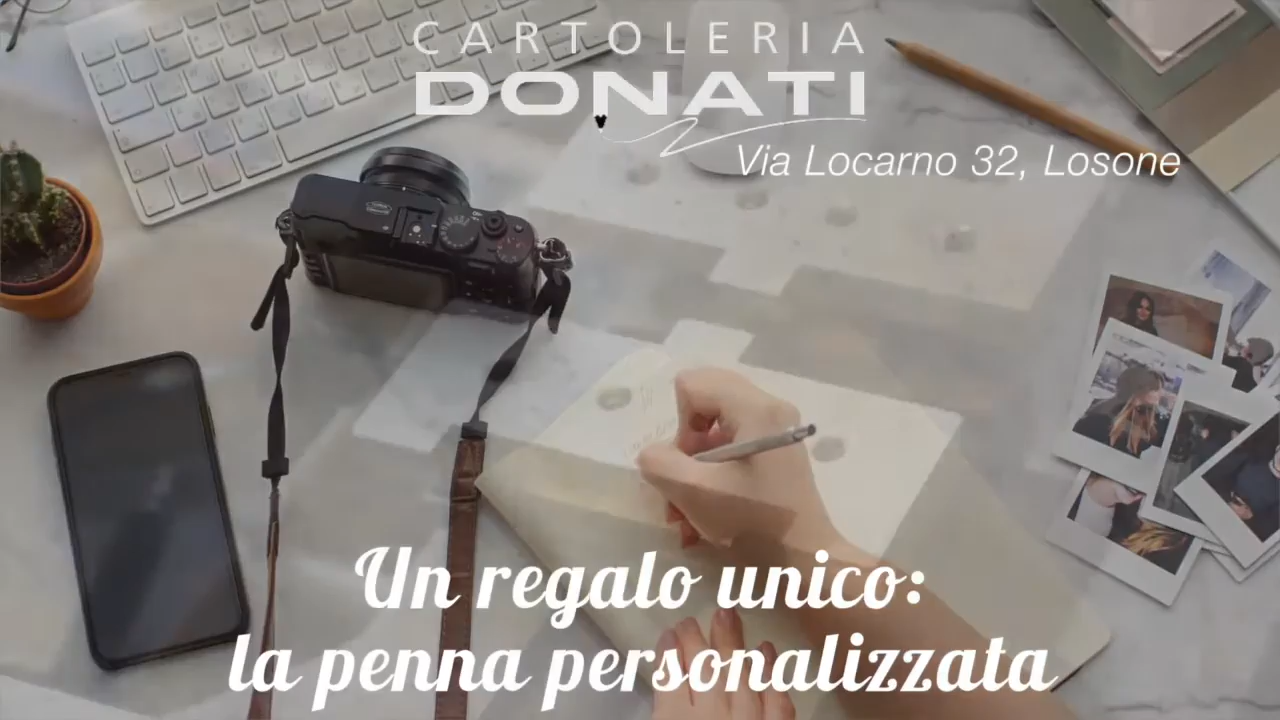 CARTOLERIA
DONATI
Via Locarno 32, Losone
Un regalo unico:
la penna personalizzata